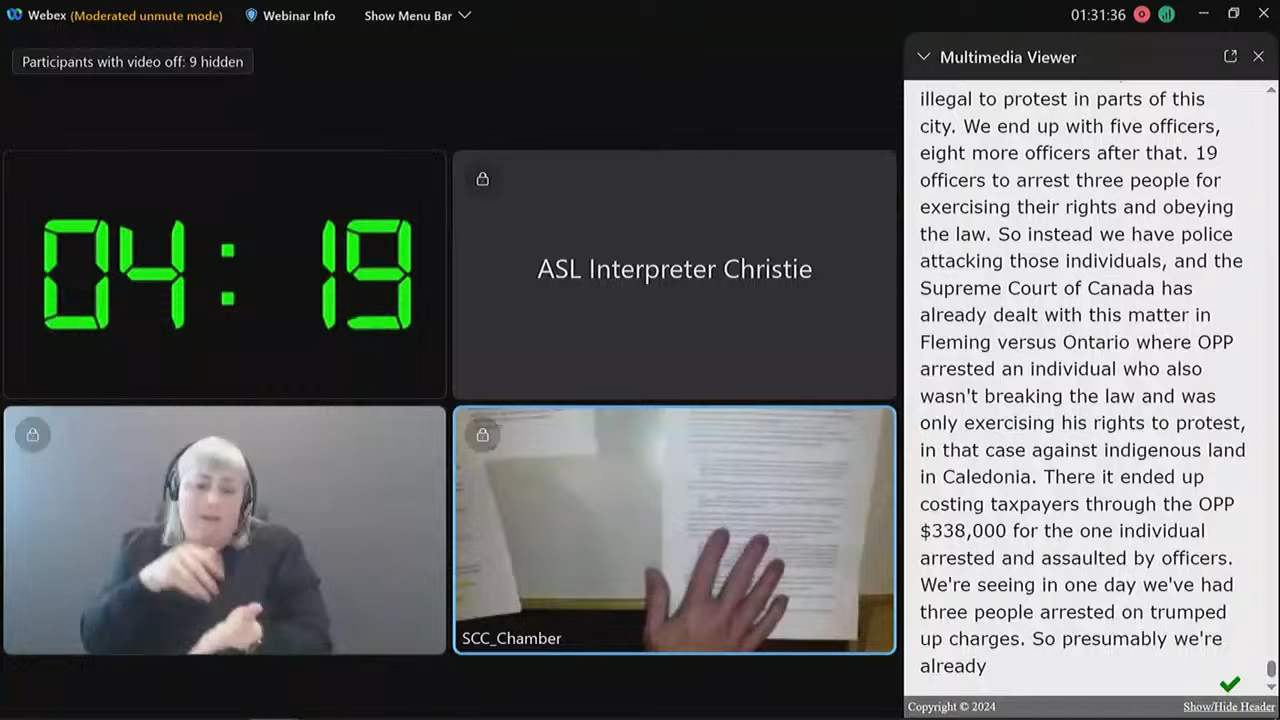 Webex (Moderated unmute mode)
Webinar Info
Show Menu Bar
01:31:36
Participants with video off: 9 hidden
04:19
ASL Interpreter Christie
SCC_Chamber
Multimedia Viewer
illegal to protest in parts of this
city. We end up with five officers,
eight more officers after that. 19
officers to arrest three people for
exercising their rights and obeying
the law. So instead we have police
attacking those individuals, and the
Supreme Court of Canada has
already dealt with this matter in
Fleming versus Ontario where OPP
arrested an individual who also
wasn't breaking the law and was
only exercising his rights to protest,
in that case against indigenous land
in Caledonia. There it ended up
costing taxpayers through the OPP
$338,000 for the one individual
arrested and assaulted by officers.
We're seeing in one day we've had
three people arrested on trumped
up charges. So presumably we're
already
Copyright © 2024
Show/Hide Header